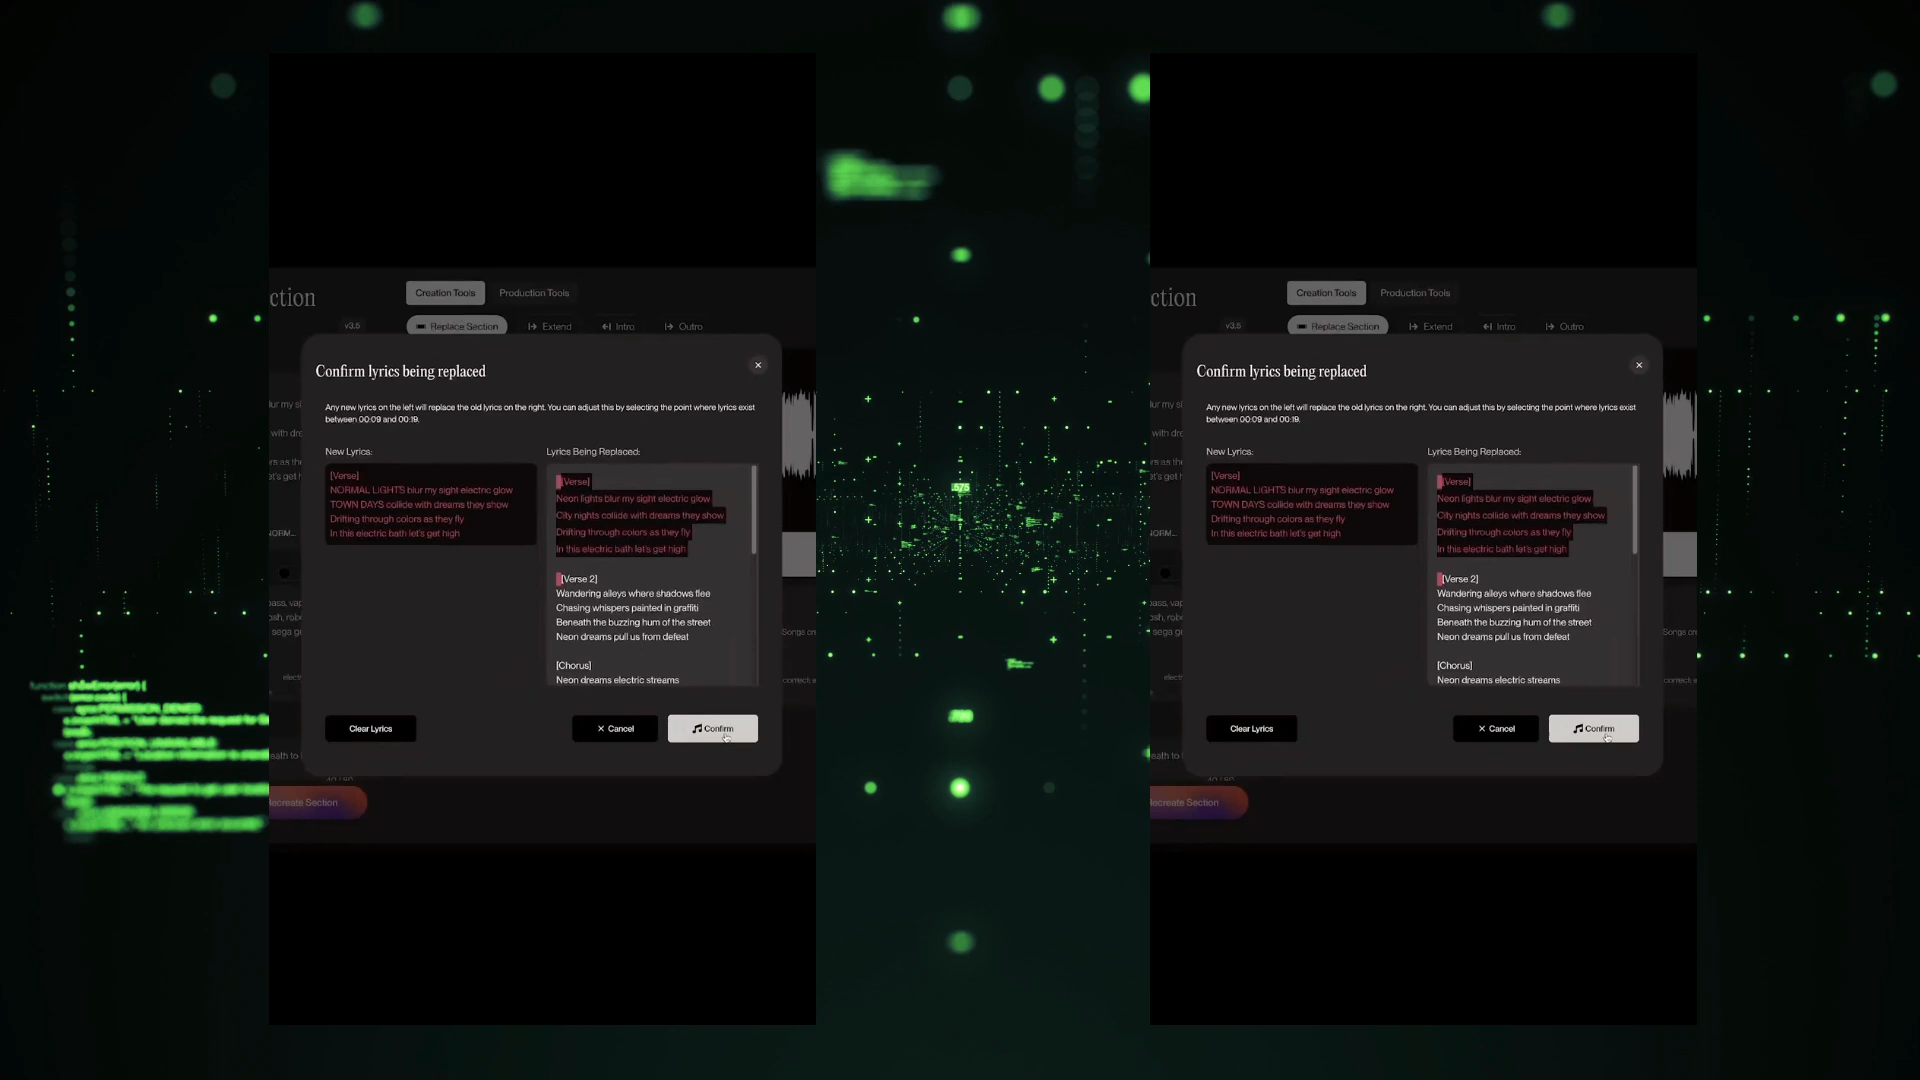 ction
Creation Tools
Production Tools
v3.5
Replace Section
Extend
Intro
Outro
Confirm lyrics being replaced
Any new lyrics on the left will replace the old lyrics on the right. You can adjust this by selecting the point where lyrics exist
between 00:09 and 00:19.
New Lyrics:
[Verse]
NORMAL LIGHTS blur my sight electric glow
TOWN DAYS collide with dreams they show
Drifting through colors as they fly
In this electric bath let's get high
Lyrics Being Replaced:
[Verse]
Neon lights blur my sight electric glow
City nights collide with dreams they show
Drifting through colors as they fly
In this electric bath let's get high
[Verse 2]
Wandering alleys where shadows flee
Chasing whispers painted in graffiti
Beneath the buzzing hum of the street
Neon dreams pull us from defeat
[Chorus]
Neon dreams electric streams
Clear Lyrics
Cancel
Confirm
Recreate Section
ction
Creation Tools
Production Tools
v3.5
Replace Section
Extend
Intro
Outro
Confirm lyrics being replaced
Any new lyrics on the left will replace the old lyrics on the right. You can adjust this by selecting the point where lyrics exist
between 00:09 and 00:19.
New Lyrics:
[Verse]
NORMAL LIGHTS blur my sight electric glow
TOWN DAYS collide with dreams they show
Drifting through colors as they fly
In this electric bath let's get high
Lyrics Being Replaced:
[Verse]
Neon lights blur my sight electric glow
City nights collide with dreams they show
Drifting through colors as they fly
In this electric bath let's get high
[Verse 2]
Wandering alleys where shadows flee
Chasing whispers painted in graffiti
Beneath the buzzing hum of the street
Neon dreams pull us from defeat
[Chorus]
Neon dreams electric streams
Clear Lyrics
Cancel
Confirm
Recreate Section